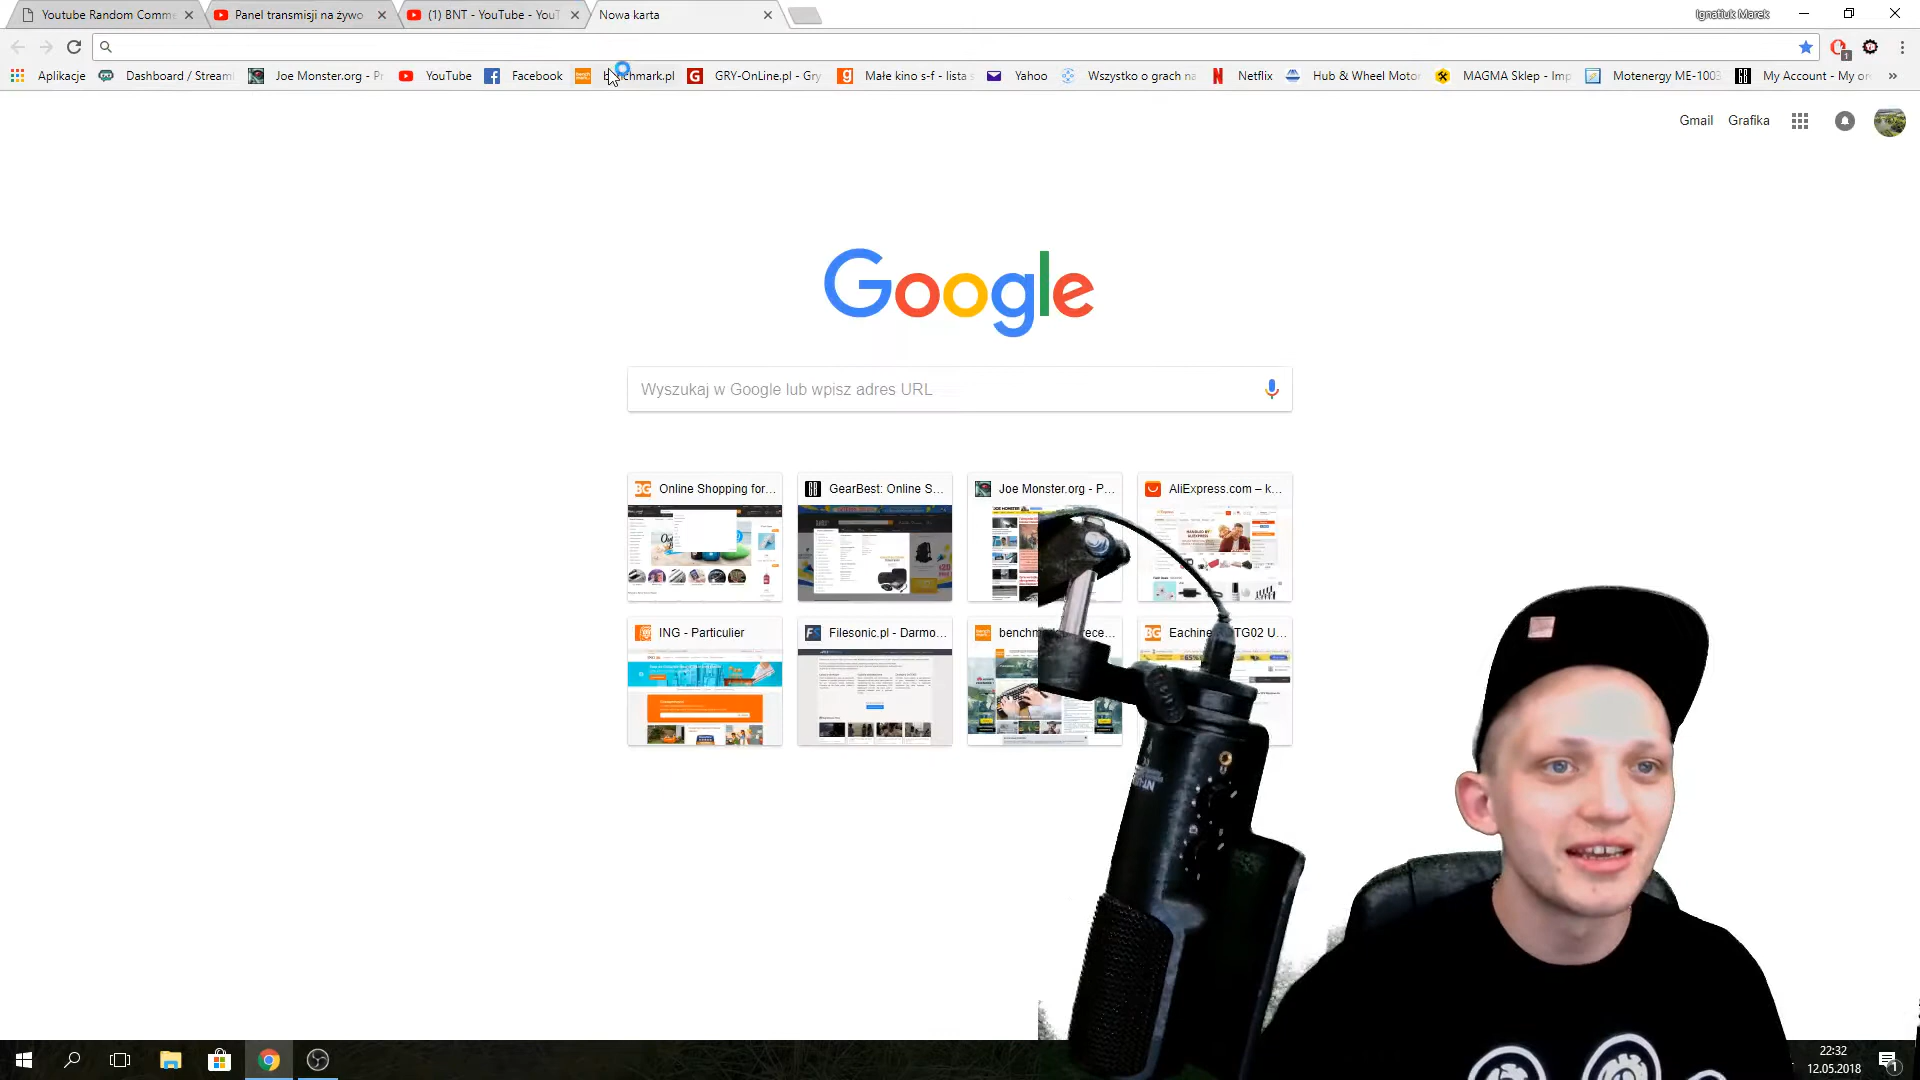 Youtube Random Comme
Panel transmisji na żywo
(1) BNT - YouTube - YouT
Nowa karta
Ignatiuk Marek
Aplikacje
Dashboard / Streami
Joe Monster.org - Pr
YouTube
Facebook
benchmark.pl
GRY-OnLine.pl - Gry
Małe kino s-f - lista s
Yahoo
Wszystko o grach na
Netflix
Hub & Wheel Motor
MAGMA Sklep - Imp
Motenergy ME-1003
My Account - My or
Gmail
Grafika
Google
Wyszukaj w Google lub wpisz adres URL
Online Shopping for...
GearBest: Online S...
Joe Monster.org - P...
AliExpress.com – k...
ING - Particulier
Filesonic.pl - Darmo...
Eachine
TG02 U...
22:32
12.05.2018